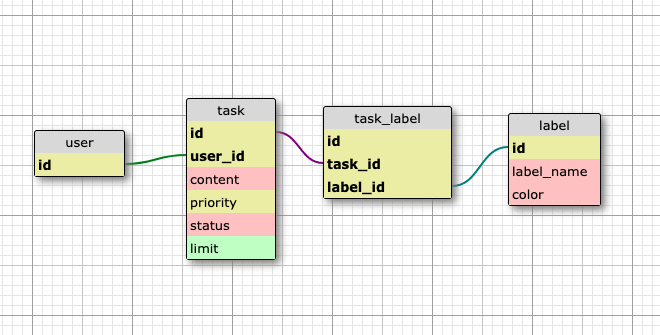 user
id
task
id
user_id
content
priority
status
limit
task_label
id
task_id
label_id
label
id
label_name
color